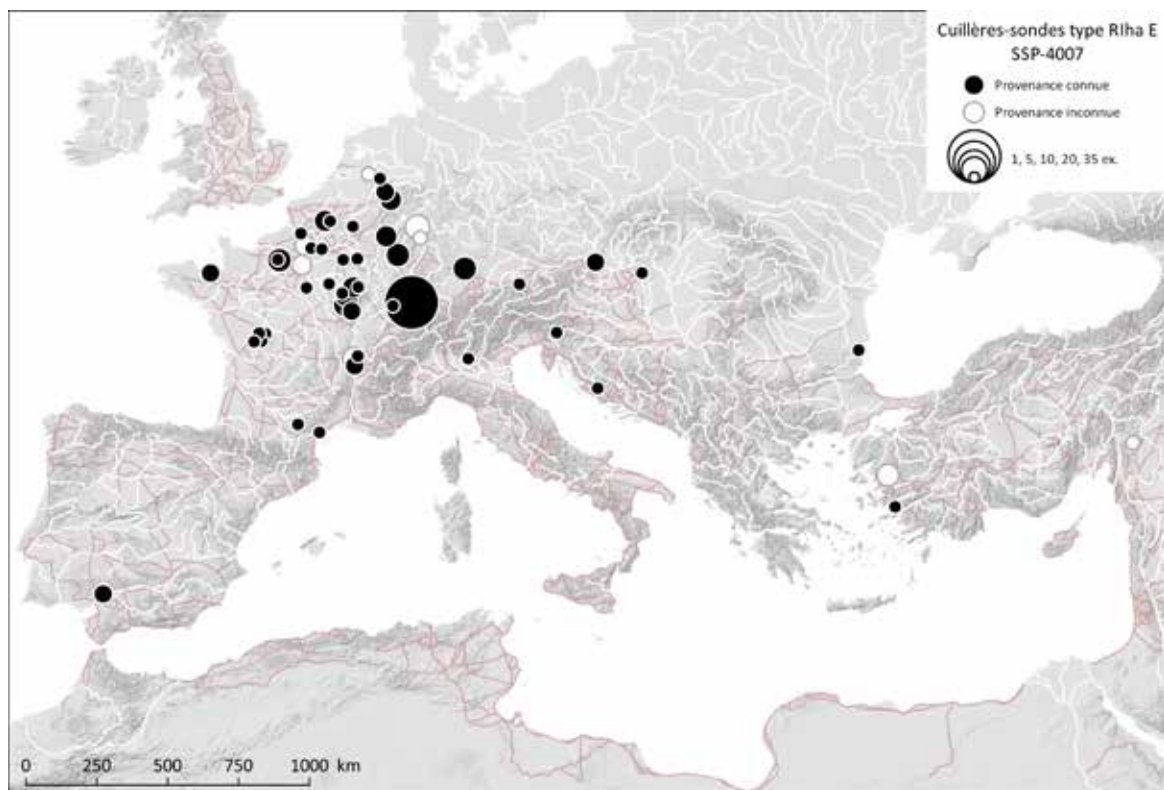 Cuillères-sondes type RIha E
SSP-4007
Provenance connue
Provenance inconnue
1, 5, 10, 20, 35 ex.
0 250 500 1000 km